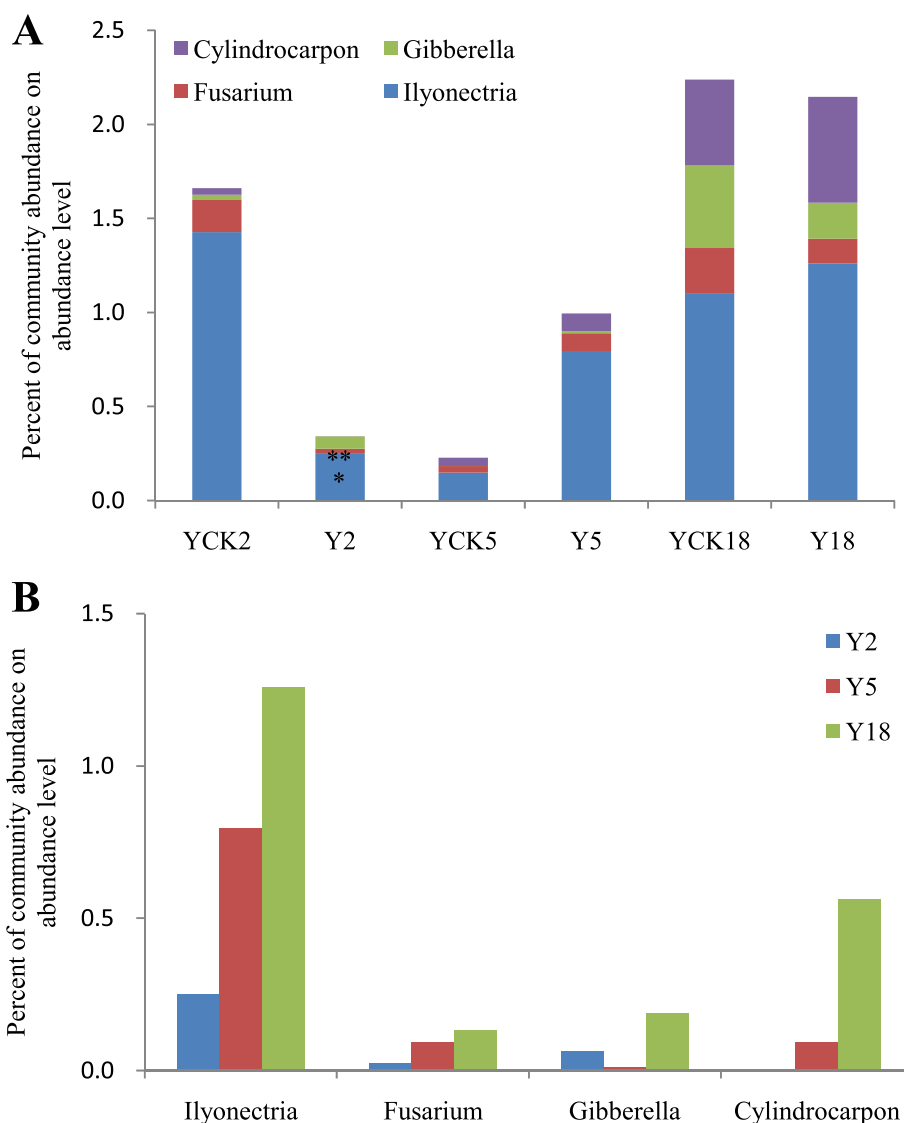 A
Percent of community abundance on
abundance level
2.5
2.0
1.5
1.0
0.5
0.0
Cylindrocarpon
Gibberella
Fusarium
Ilyonectria
**
*
YCK2
Y2
YCK5
Y5
YCK18
Y18
B
Percent of community abundance on
abundance level
1.5
1.0
0.5
0.0
Y2
Y5
Y18
Ilyonectria
Fusarium
Gibberella
Cylindrocarpon